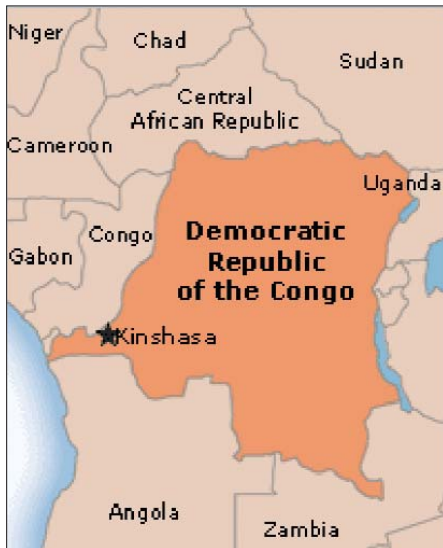 Niger
Chad
Sudan
Central
African Republic
Cameroon
Uganda
Congo
Democratic
Republic
of the Congo
Gabon
Kinshasa
Angola
Zambia